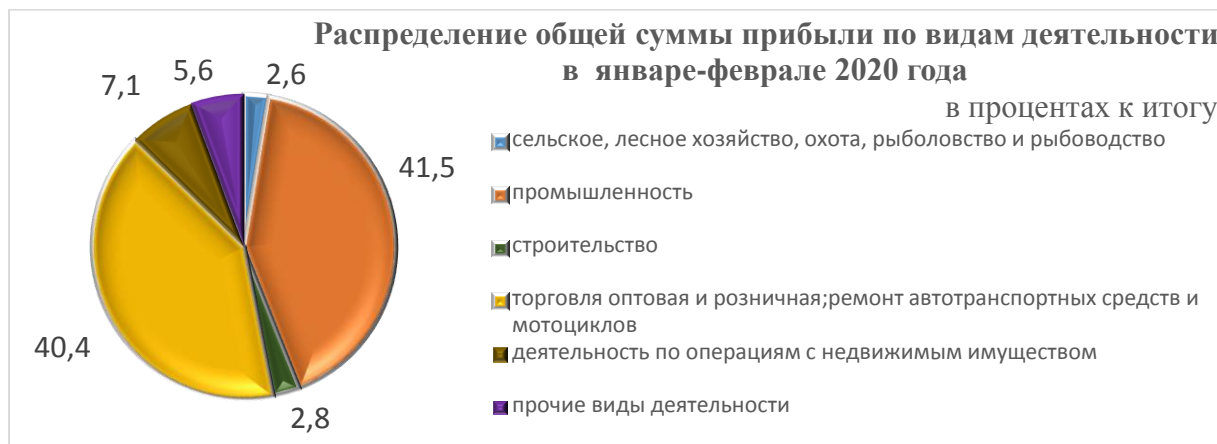 Распределение общей суммы прибыли по видам деятельности
в январе-феврале 2020 года
в процентах к итогу
5,6
2,6
7,1
41,5
40,4
2,8
сельское, лесное хозяйство, охота, рыболовство и рыбоводство
промышленность
строительство
торговля оптовая и розничная;ремонт автотранспортных средств и
мотоциклов
деятельность по операциям с недвижимым имуществом
прочие виды деятельности